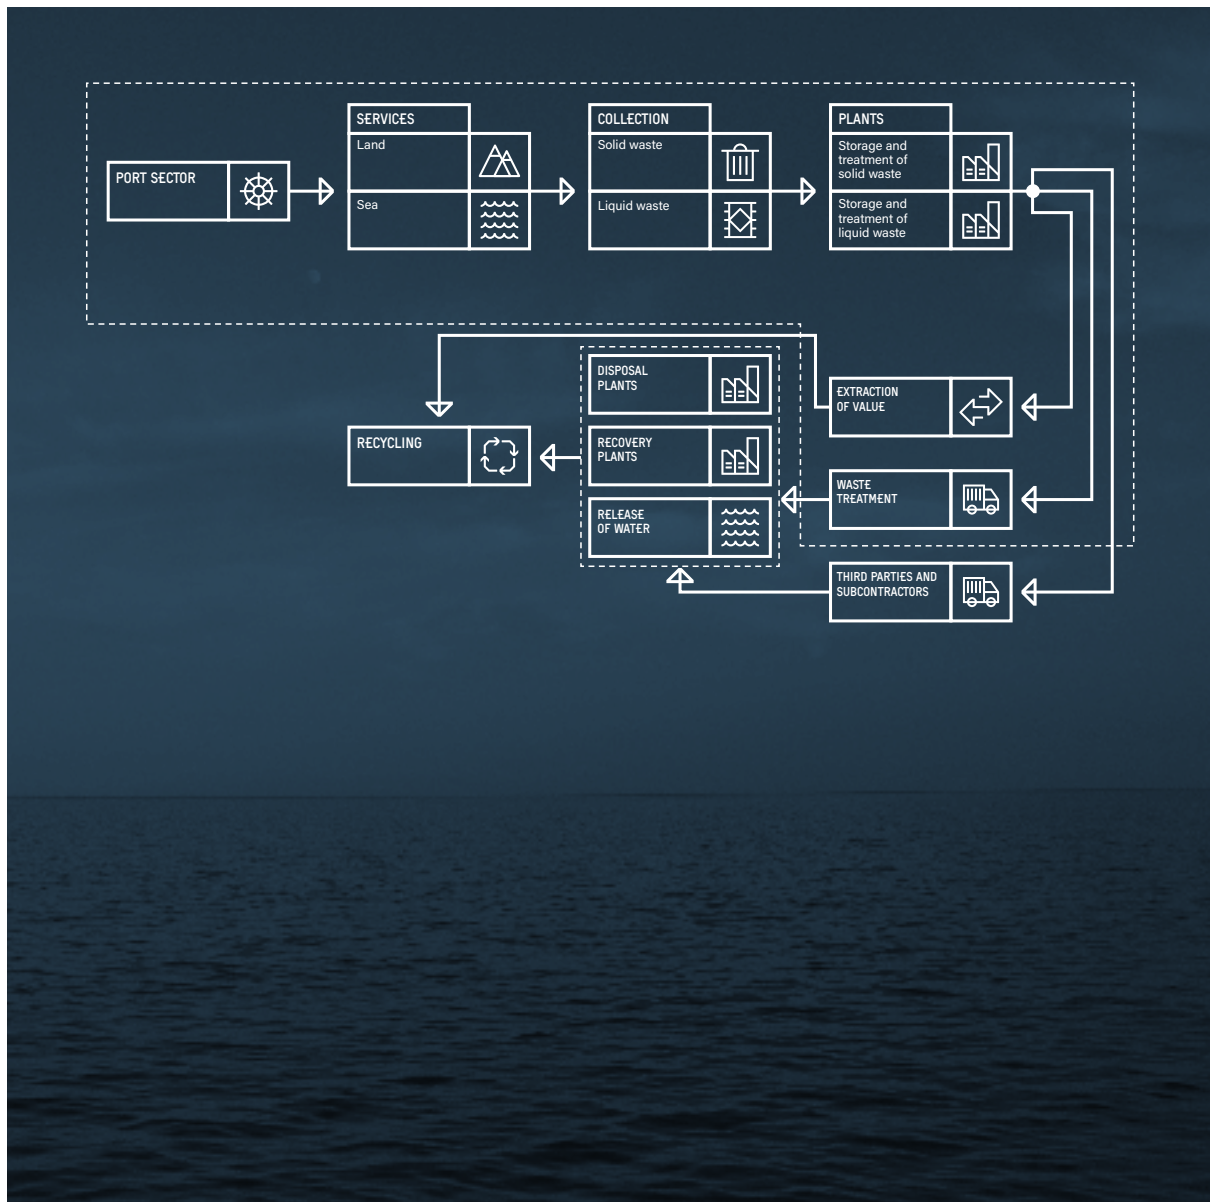 PORT SECTOR
SERVICES
Land
Sea
COLLECTION
Solid waste
Liquid waste
PLANTS
Storage and
treatment of
solid waste
Storage and
treatment of
liquid waste
DISPOSAL
PLANTS
RECYCLING
RECOVERY
PLANTS
RELEASE
OF WATER
EXTRACTION
OF VALUE
WASTE
TREATMENT
THIRD PARTIES AND
SUBCONTRACTORS